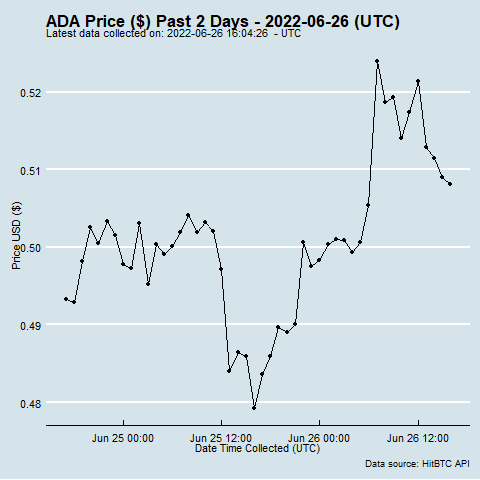 ADA Price ($) Past 2 Days - 2022-06-26 (UTC)
Latest data collected on: 2022-06-26 16:04:26 - UTC
0.52
0.51
0.50
0.49
0.48
Price USD ($)
Jun 25 00:00 Jun 25 12:00 Jun 26 00:00 Jun 26 12:00
Date Time Collected (UTC)
Data source: HitBTC API